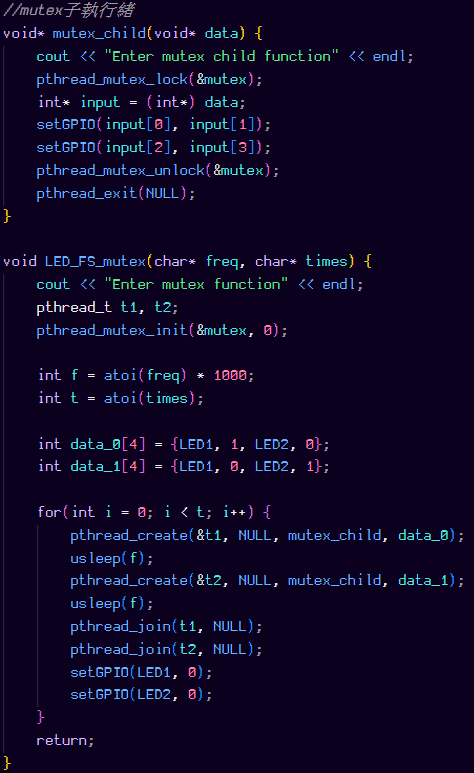 //mutex子執行緒
void* mutex_child(void* data) {
    cout << "Enter mutex child function" << endl;
    pthread_mutex_lock(&mutex);
    int* input = (int*) data;
    setGPIO(input[0], input[1]);
    setGPIO(input[2], input[3]);
    pthread_mutex_unlock(&mutex);
    pthread_exit(NULL);
}

void LED_FS_mutex(char* freq, char* times) {
    cout << "Enter mutex function" << endl;
    pthread_t t1, t2;
    pthread_mutex_init(&mutex, 0);

    int f = atoi(freq) * 1000;
    int t = atoi(times);

    int data_0[4] = {LED1, 1, LED2, 0};
    int data_1[4] = {LED1, 0, LED2, 1};

    for(int i = 0; i < t; i++) {
        pthread_create(&t1, NULL, mutex_child, data_0);
        usleep(f);
        pthread_create(&t2, NULL, mutex_child, data_1);
        usleep(f);
        pthread_join(t1, NULL);
        pthread_join(t2, NULL);
        setGPIO(LED1, 0);
        setGPIO(LED2, 0);
    }
    return;
}